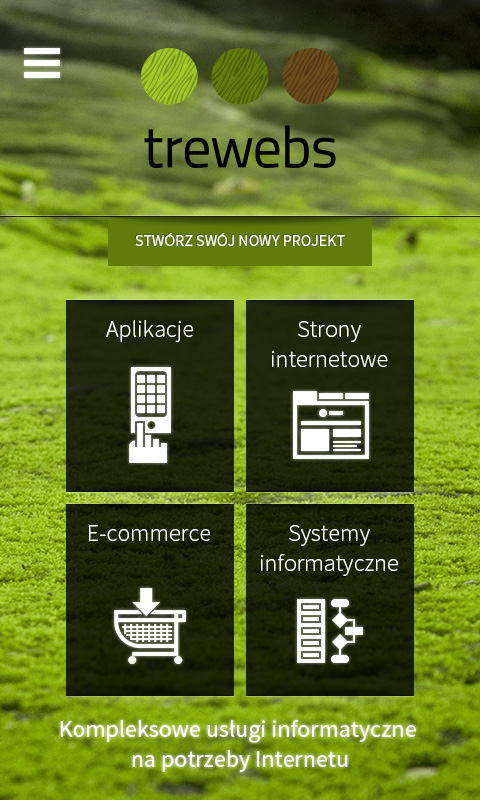 trewebs
STWÓRZ SWÓJ NOWY PROJEKT
Aplikacje
Strony
internetowe
E-commerce
Systemy
informatyczne
Kompleksowe usługi informatyczne
na potrzeby Internetu